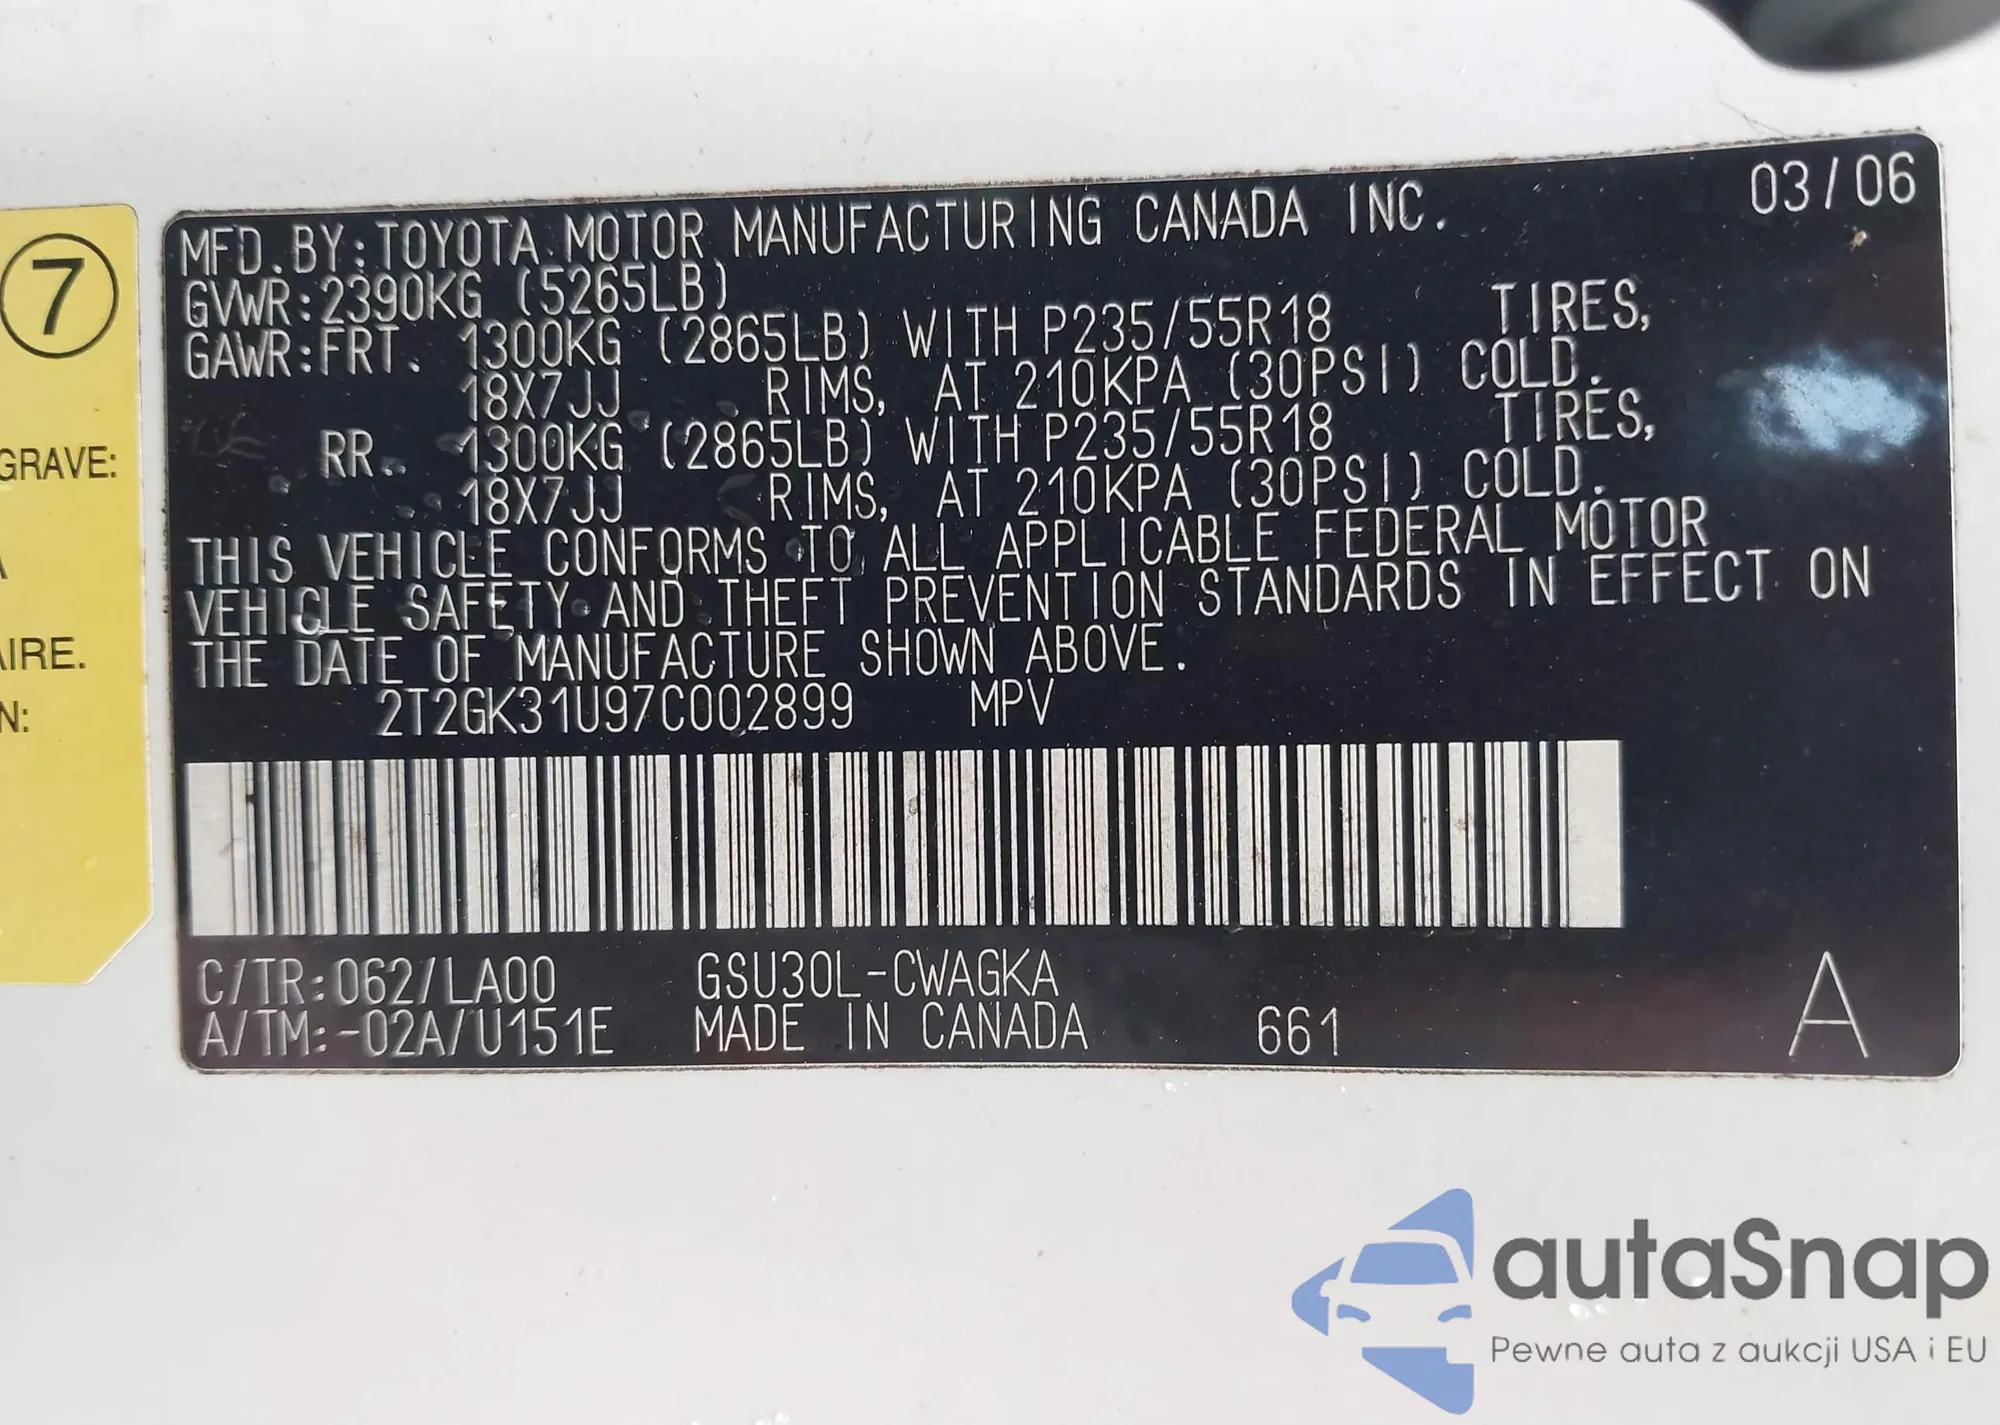 7
GRAVE:
A
AIRE.
N:
03/06
MFD. BY: TOYOTA MOTOR MANUFACTURING CANADA INC.
GVWR: 2390KG (5265LB)
GAWR: FRT. 1300KG (2865LB) WITH P235/55R18 TIRES,
18X7JJ RIMS, AT 210KPA (30PSI) COLD.
RR. 1300KG (2865LB) WITH P235/55R18 TIRES,
18X7JJ RIMS, AT 210KPA (30PSI) COLD.
THIS VEHICLE CONFORMS TO ALL APPLICABLE FEDERAL MOTOR
VEHICLE SAFETY AND THEFT PREVENTION STANDARDS IN EFFECT ON
THE DATE OF MANUFACTURE SHOWN ABOVE.
2T2GK31U97C002899 MPV
C/TR: 062/LA00 GSU30L-CWAGKA
A/TM: -02A/U151E MADE IN CANADA 661 A
autaSnap
Pewne auta z aukcji USA i EU